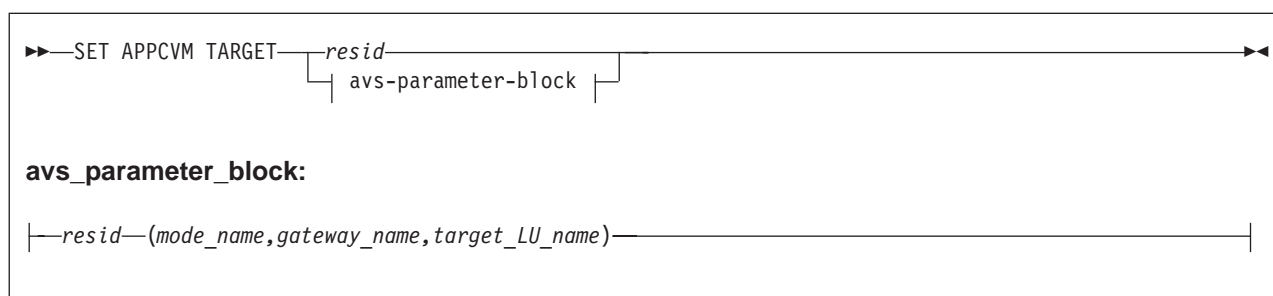 SET APPCVM TARGET resid
avs-parameter-block
avs_parameter_block:
resid (mode_name,gateway_name,target_LU_name)